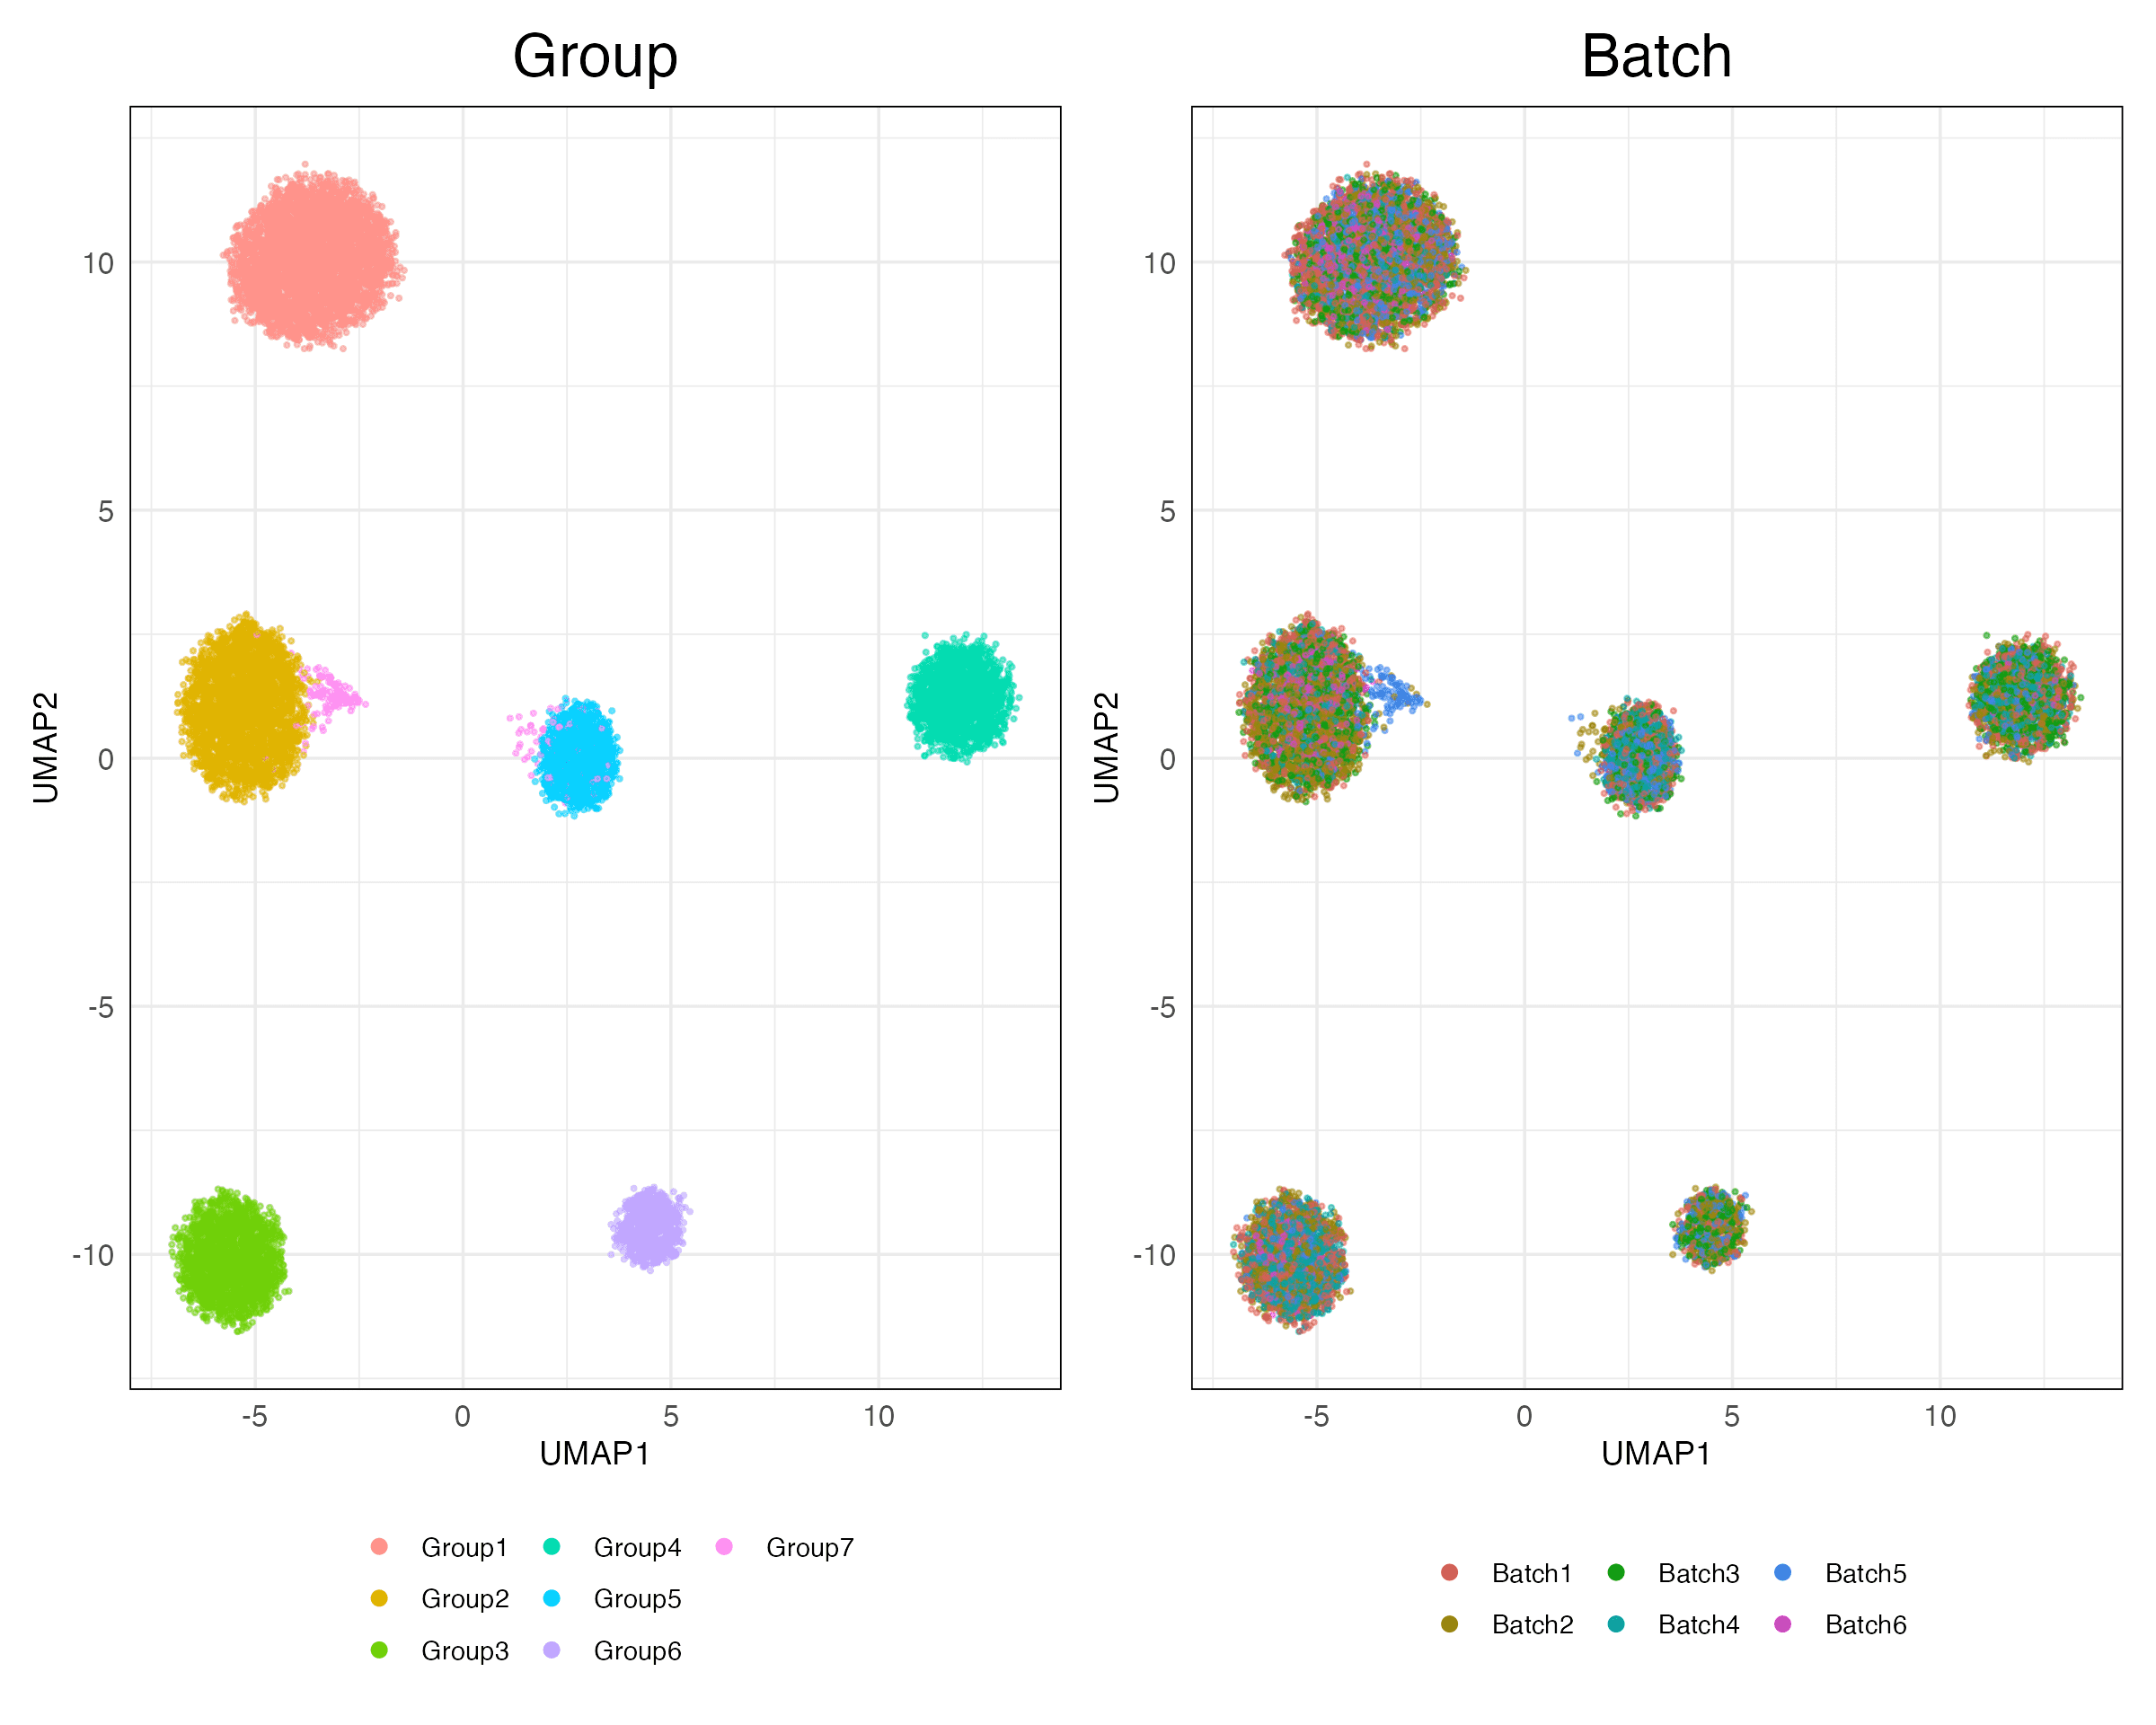 Group
Batch
UMAP2
10
5
0
-5
-10
-5 0 5 10
UMAP1
UMAP2
10
5
0
-5
-10
-5 0 5 10
UMAP1
Group1 Group4 Group7
Group2 Group5
Group3 Group6
Batch1 Batch3 Batch5
Batch2 Batch4 Batch6